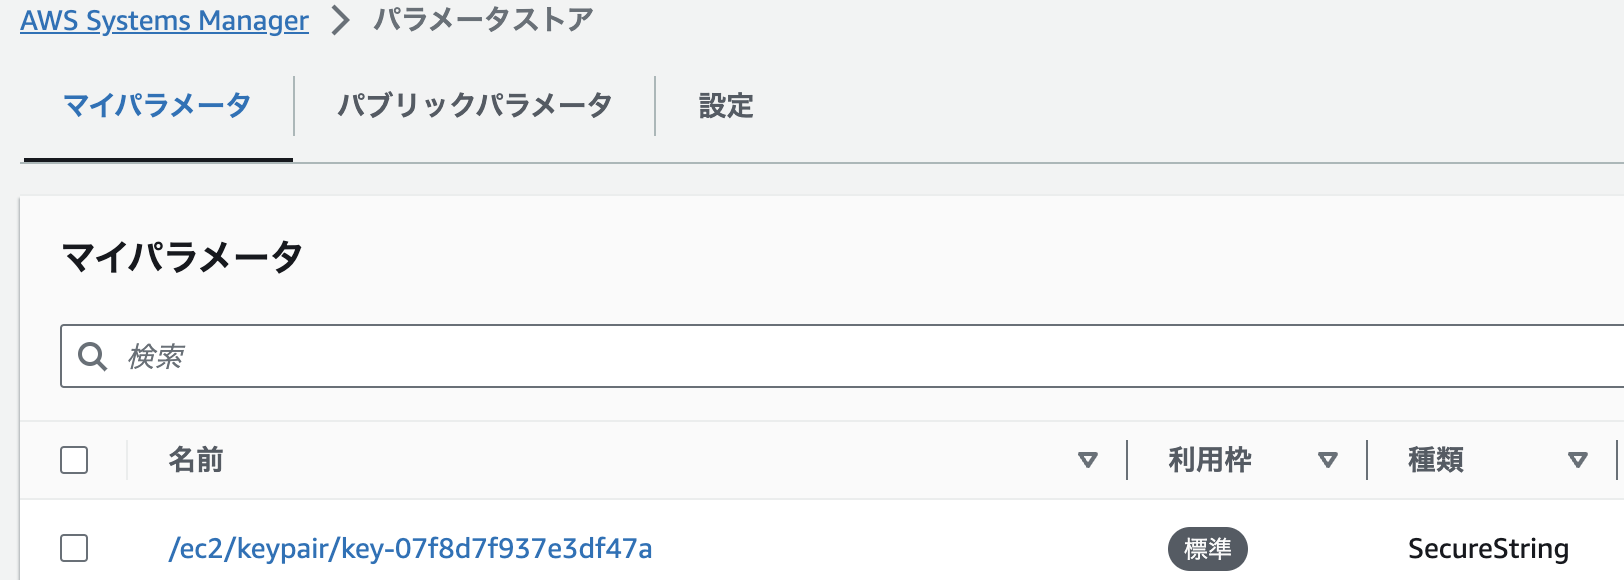 AWS Systems Manager > パラメータストア
マイパラメータ パブリックパラメータ 設定
マイパラメータ
検索
名前 利用枠 種類
/ec2/keypair/key-07f8d7f937e3df47a 標準 SecureString